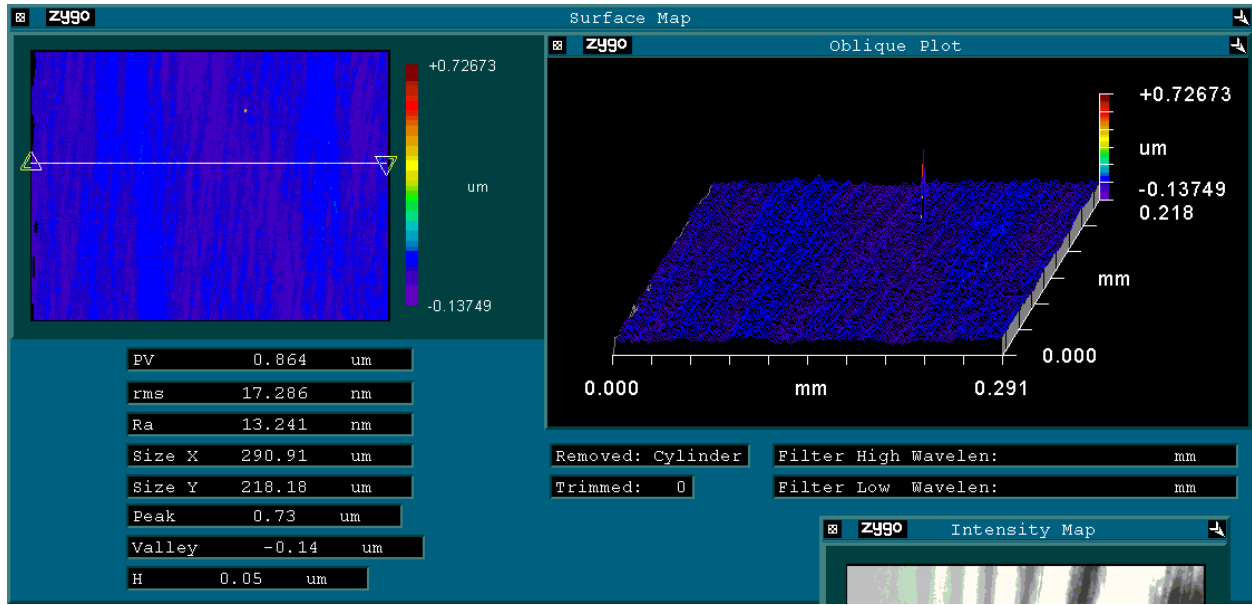 zygo Surface Map
+0.72673
um
-0.13749
zygo Oblique Plot
+0.72673
um
-0.13749
0.218
mm
0.000
0.000 mm 0.291
PV 0.864 um
rms 17.286 nm
Ra 13.241 nm
Size X 290.91 um
Size Y 218.18 um
Peak 0.73 um
Valley -0.14 um
H 0.05 um
Removed: Cylinder
Trimmed: 0
Filter High Wavelen: mm
Filter Low Wavelen: mm
zygo Intensity Map